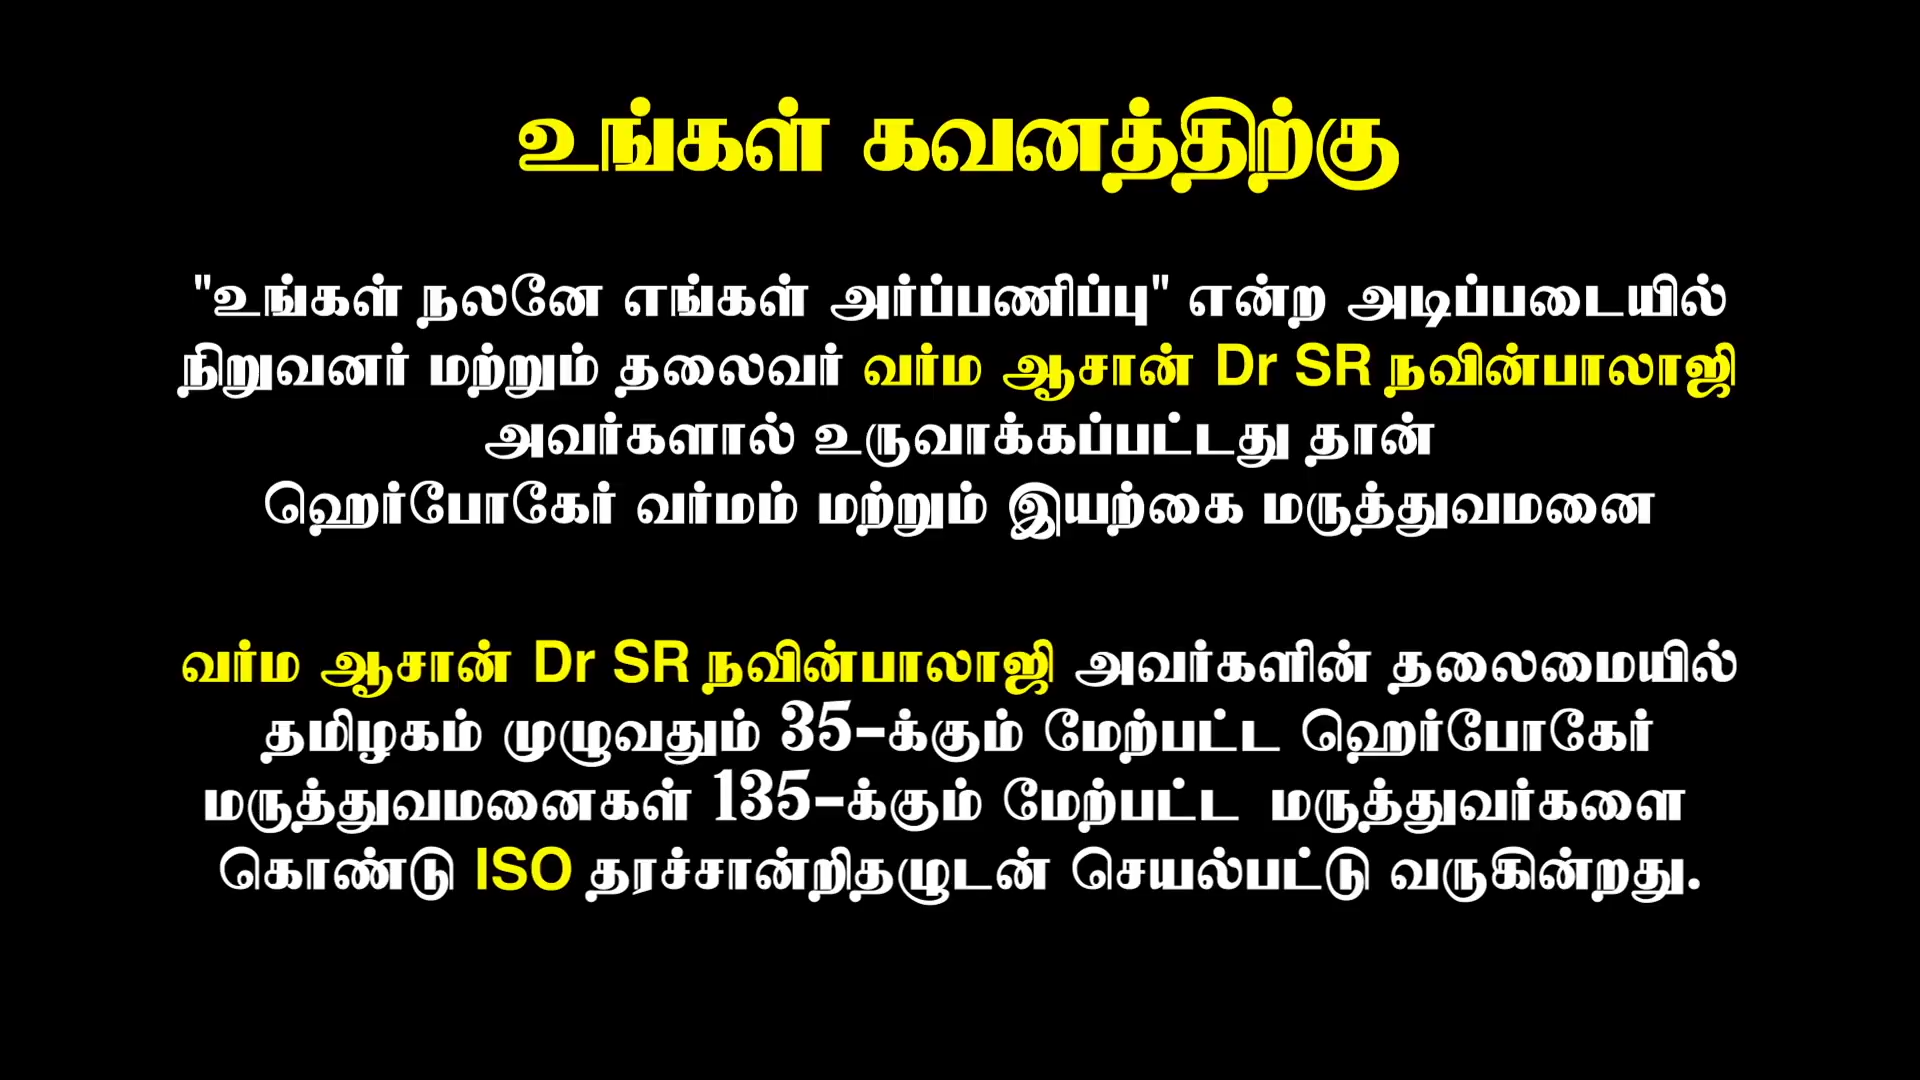 உங்கள் கவனத்திற்கு
"உங்கள் நலனே எங்கள் அர்ப்பணிப்பு" என்ற அடிப்படையில்
நிறுவனர் மற்றும் தலைவர் வர்ம ஆசான் Dr SR நவின்பாலாஜி
அவர்களால் உருவாக்கப்பட்டது தான்
ஹெர்போகேர் வர்மம் மற்றும் இயற்கை மருத்துவமனை
வர்ம ஆசான் Dr SR நவின்பாலாஜி அவர்களின் தலைமையில்
தமிழகம் முழுவதும் 35-க்கும் மேற்பட்ட ஹெர்போகேர்
மருத்துவமனைகள் 135-க்கும் மேற்பட்ட மருத்துவர்களை
கொண்டு ISO தரச்சான்றிதழுடன் செயல்பட்டு வருகின்றது.